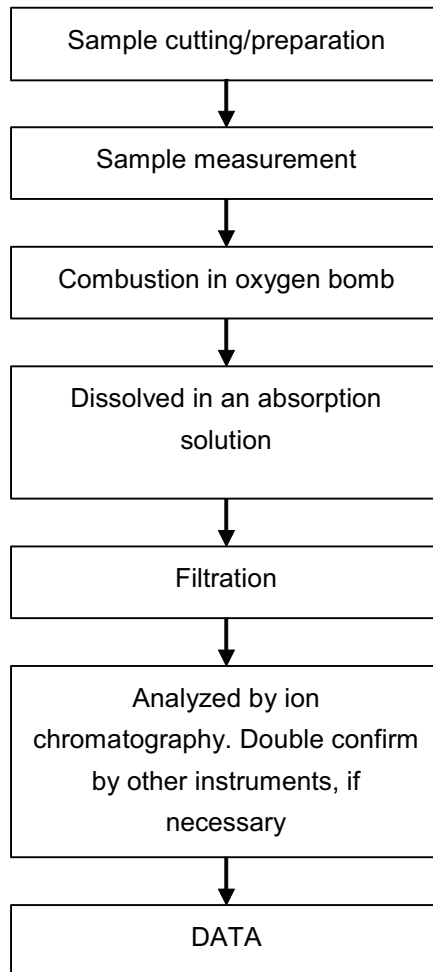 Sample cutting/preparation
Sample measurement
Combustion in oxygen bomb
Dissolved in an absorption
solution
Filtration
Analyzed by ion
chromatography. Double confirm
by other instruments, if
necessary
DATA